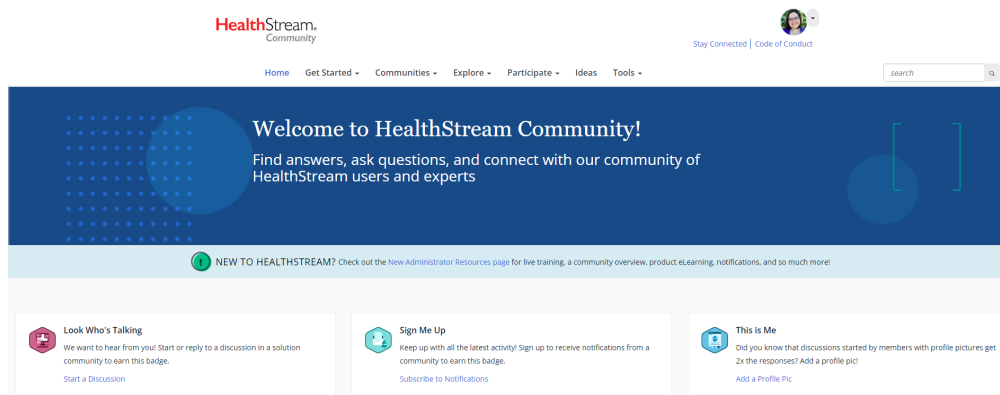 HealthStream®
Community
Stay Connected | Code of Conduct
Home Get Started Communities Explore Participate Ideas Tools
search
Welcome to HealthStream Community!
Find answers, ask questions, and connect with our community of
HealthStream users and experts
NEW TO HEALTHSTREAM? Check out the New Administrator Resources page for live training, a community overview, product eLearning, notifications, and so much more!
Look Who's Talking
We want to hear from you! Start or reply to a discussion in a solution
community to earn this badge.
Start a Discussion
Sign Me Up
Keep up with all the latest activity! Sign up to receive notifications from a
community to earn this badge.
Subscribe to Notifications
This is Me
Did you know that discussions started by members with profile pictures get
2x the responses? Add a profile pic!
Add a Profile Pic